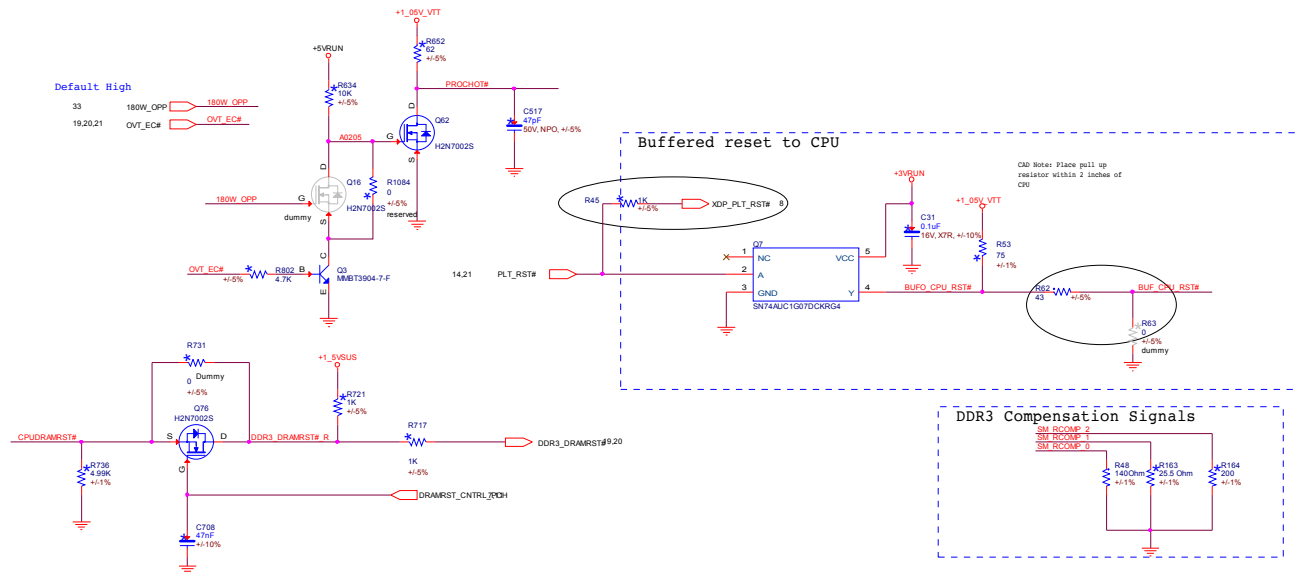 +1_05V_VTT
R652
62
+/-5%
+5VRUN
R634
10K
+/-5%
PROCHOT#
Default High
33
180W_OPP
180W_OPP
19,20,21
OVT_EC#
OVT_EC#
D
Q62
G
H2N7002S
S
C517
47pF
50V, NPO, +/-5%
A0205
D
Q16
G
H2N7002S
S
dummy
180W_OPP
R1084
0
+/-5%
reserved
OVT_EC#
+/-5%
R802
4.7K
B
C
Q3
MMBT3904-7-F
E
Buffered reset to CPU
CAD Note: Place pull up
resistor within 2 inches of
CPU
R45
1K
+/-5%
XDP_PLT_RST#
8
+3VRUN
C31
0.1uF
16V, X7R, +/-10%
+1_05V_VTT
R53
75
+/-1%
Q7
1
NC
VCC
5
14,21
PLT_RST#
2
A
3
GND
Y
4
SN74AUC1G07DCKRG4
BUFO_CPU_RST#
R62
43
+/-5%
BUF_CPU_RST#
R63
0
+/-5%
dummy
R731
0
Dummy
+/-5%
Q76
H2N7002S
+1_5VSUS
R721
1K
+/-5%
CPUDRAMRST#
S
D
G
DDR3_DRAMRST#_R
R717
1K
+/-5%
DDR3_DRAMRST#
19,20
R736
4.99K
+/-1%
DRAMRST_CNTRL_PCH
C708
47nF
+/-10%
DDR3 Compensation Signals
SM_RCOMP_2
SM_RCOMP_1
SM_RCOMP_0
R48
140Ohm
+/-1%
R163
25.5 Ohm
+/-1%
R164
200
+/-1%